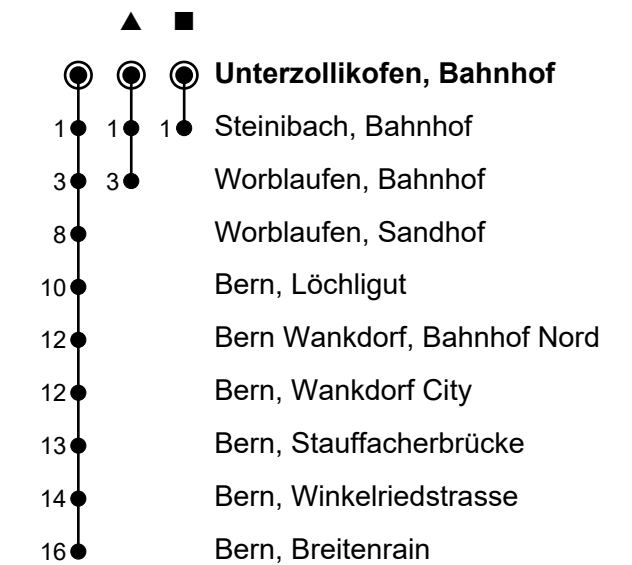 ▲ ■
Unterzollikofen, Bahnhof
1 1 1 Steinibach, Bahnhof
3 3 Worblaufen, Bahnhof
8 Worblaufen, Sandhof
10 Bern, Löchligut
12 Bern Wankdorf, Bahnhof Nord
12 Bern, Wankdorf City
13 Bern, Stauffacherbrücke
14 Bern, Winkelriedstrasse
16 Bern, Breitenrain